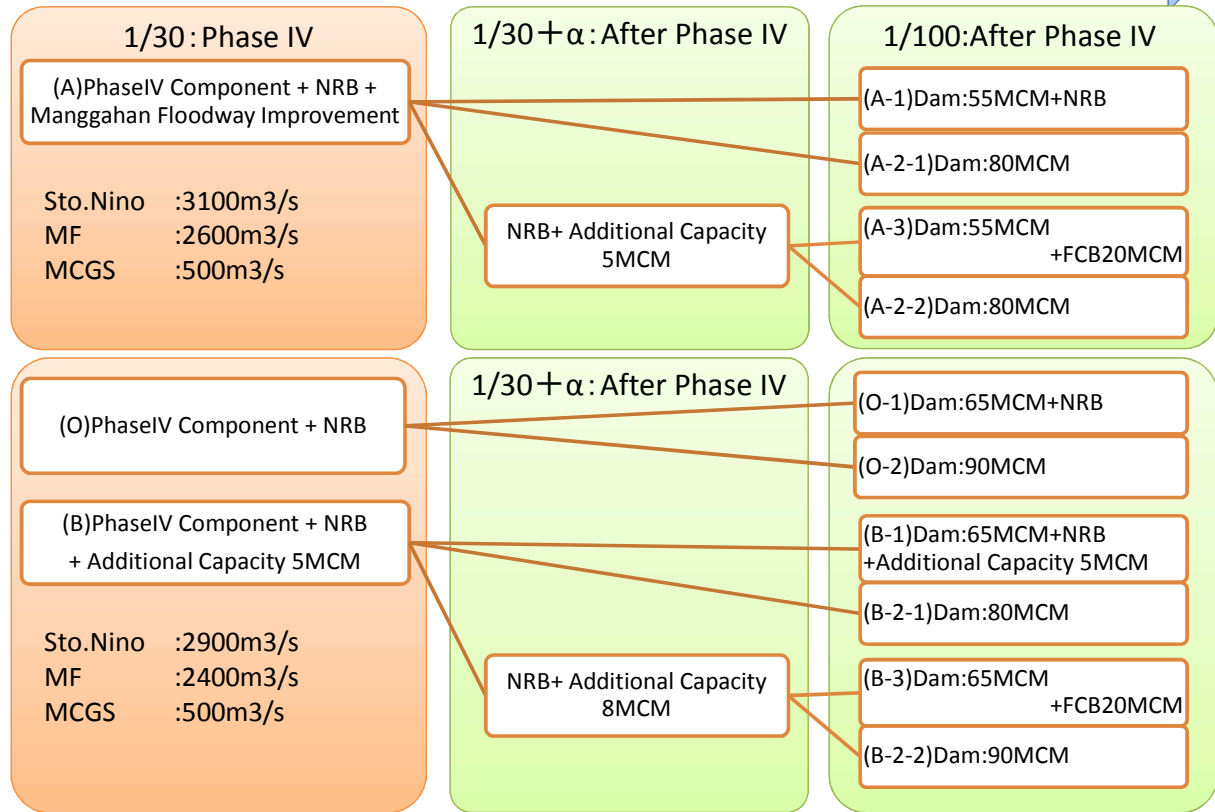 1/30：Phase IV
(A)PhaseIV Component + NRB +
Manggahan Floodway Improvement
Sto.Nino :3100m3/s
MF :2600m3/s
MCGS :500m3/s
1/30＋α：After Phase IV
NRB+ Additional Capacity
5MCM
1/100:After Phase IV
(A-1)Dam:55MCM+NRB
(A-2-1)Dam:80MCM
(A-3)Dam:55MCM
+FCB20MCM
(A-2-2)Dam:80MCM
(O)PhaseIV Component + NRB
(B)PhaseIV Component + NRB
+ Additional Capacity 5MCM
Sto.Nino :2900m3/s
MF :2400m3/s
MCGS :500m3/s
1/30＋α：After Phase IV
NRB+ Additional Capacity
8MCM
(O-1)Dam:65MCM+NRB
(O-2)Dam:90MCM
(B-1)Dam:65MCM+NRB
+Additional Capacity 5MCM
(B-2-1)Dam:80MCM
(B-3)Dam:65MCM
+FCB20MCM
(B-2-2)Dam:90MCM